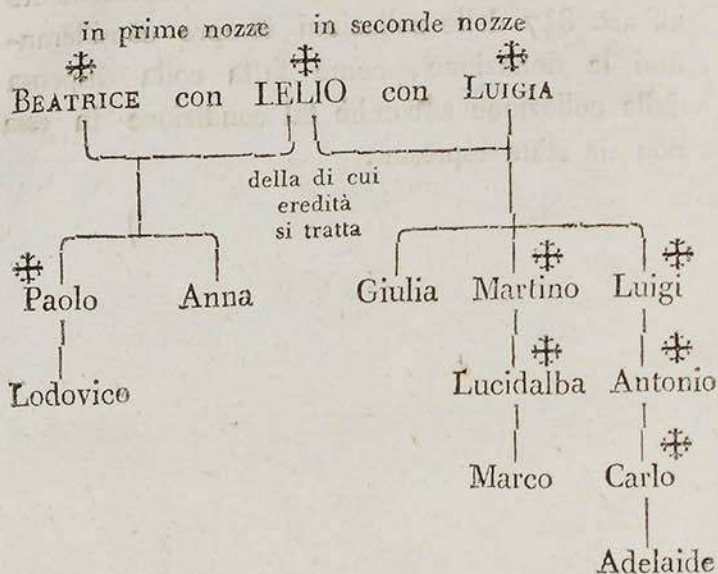 in prime nozze in seconde nozze
BEATRICE con LELIO con LUIGIA
della di cui
eredità
si tratta
Paolo Anna Giulia Martino Luigi
Lodovico Lucidalba Antonio
Marco Carlo
Adelaide